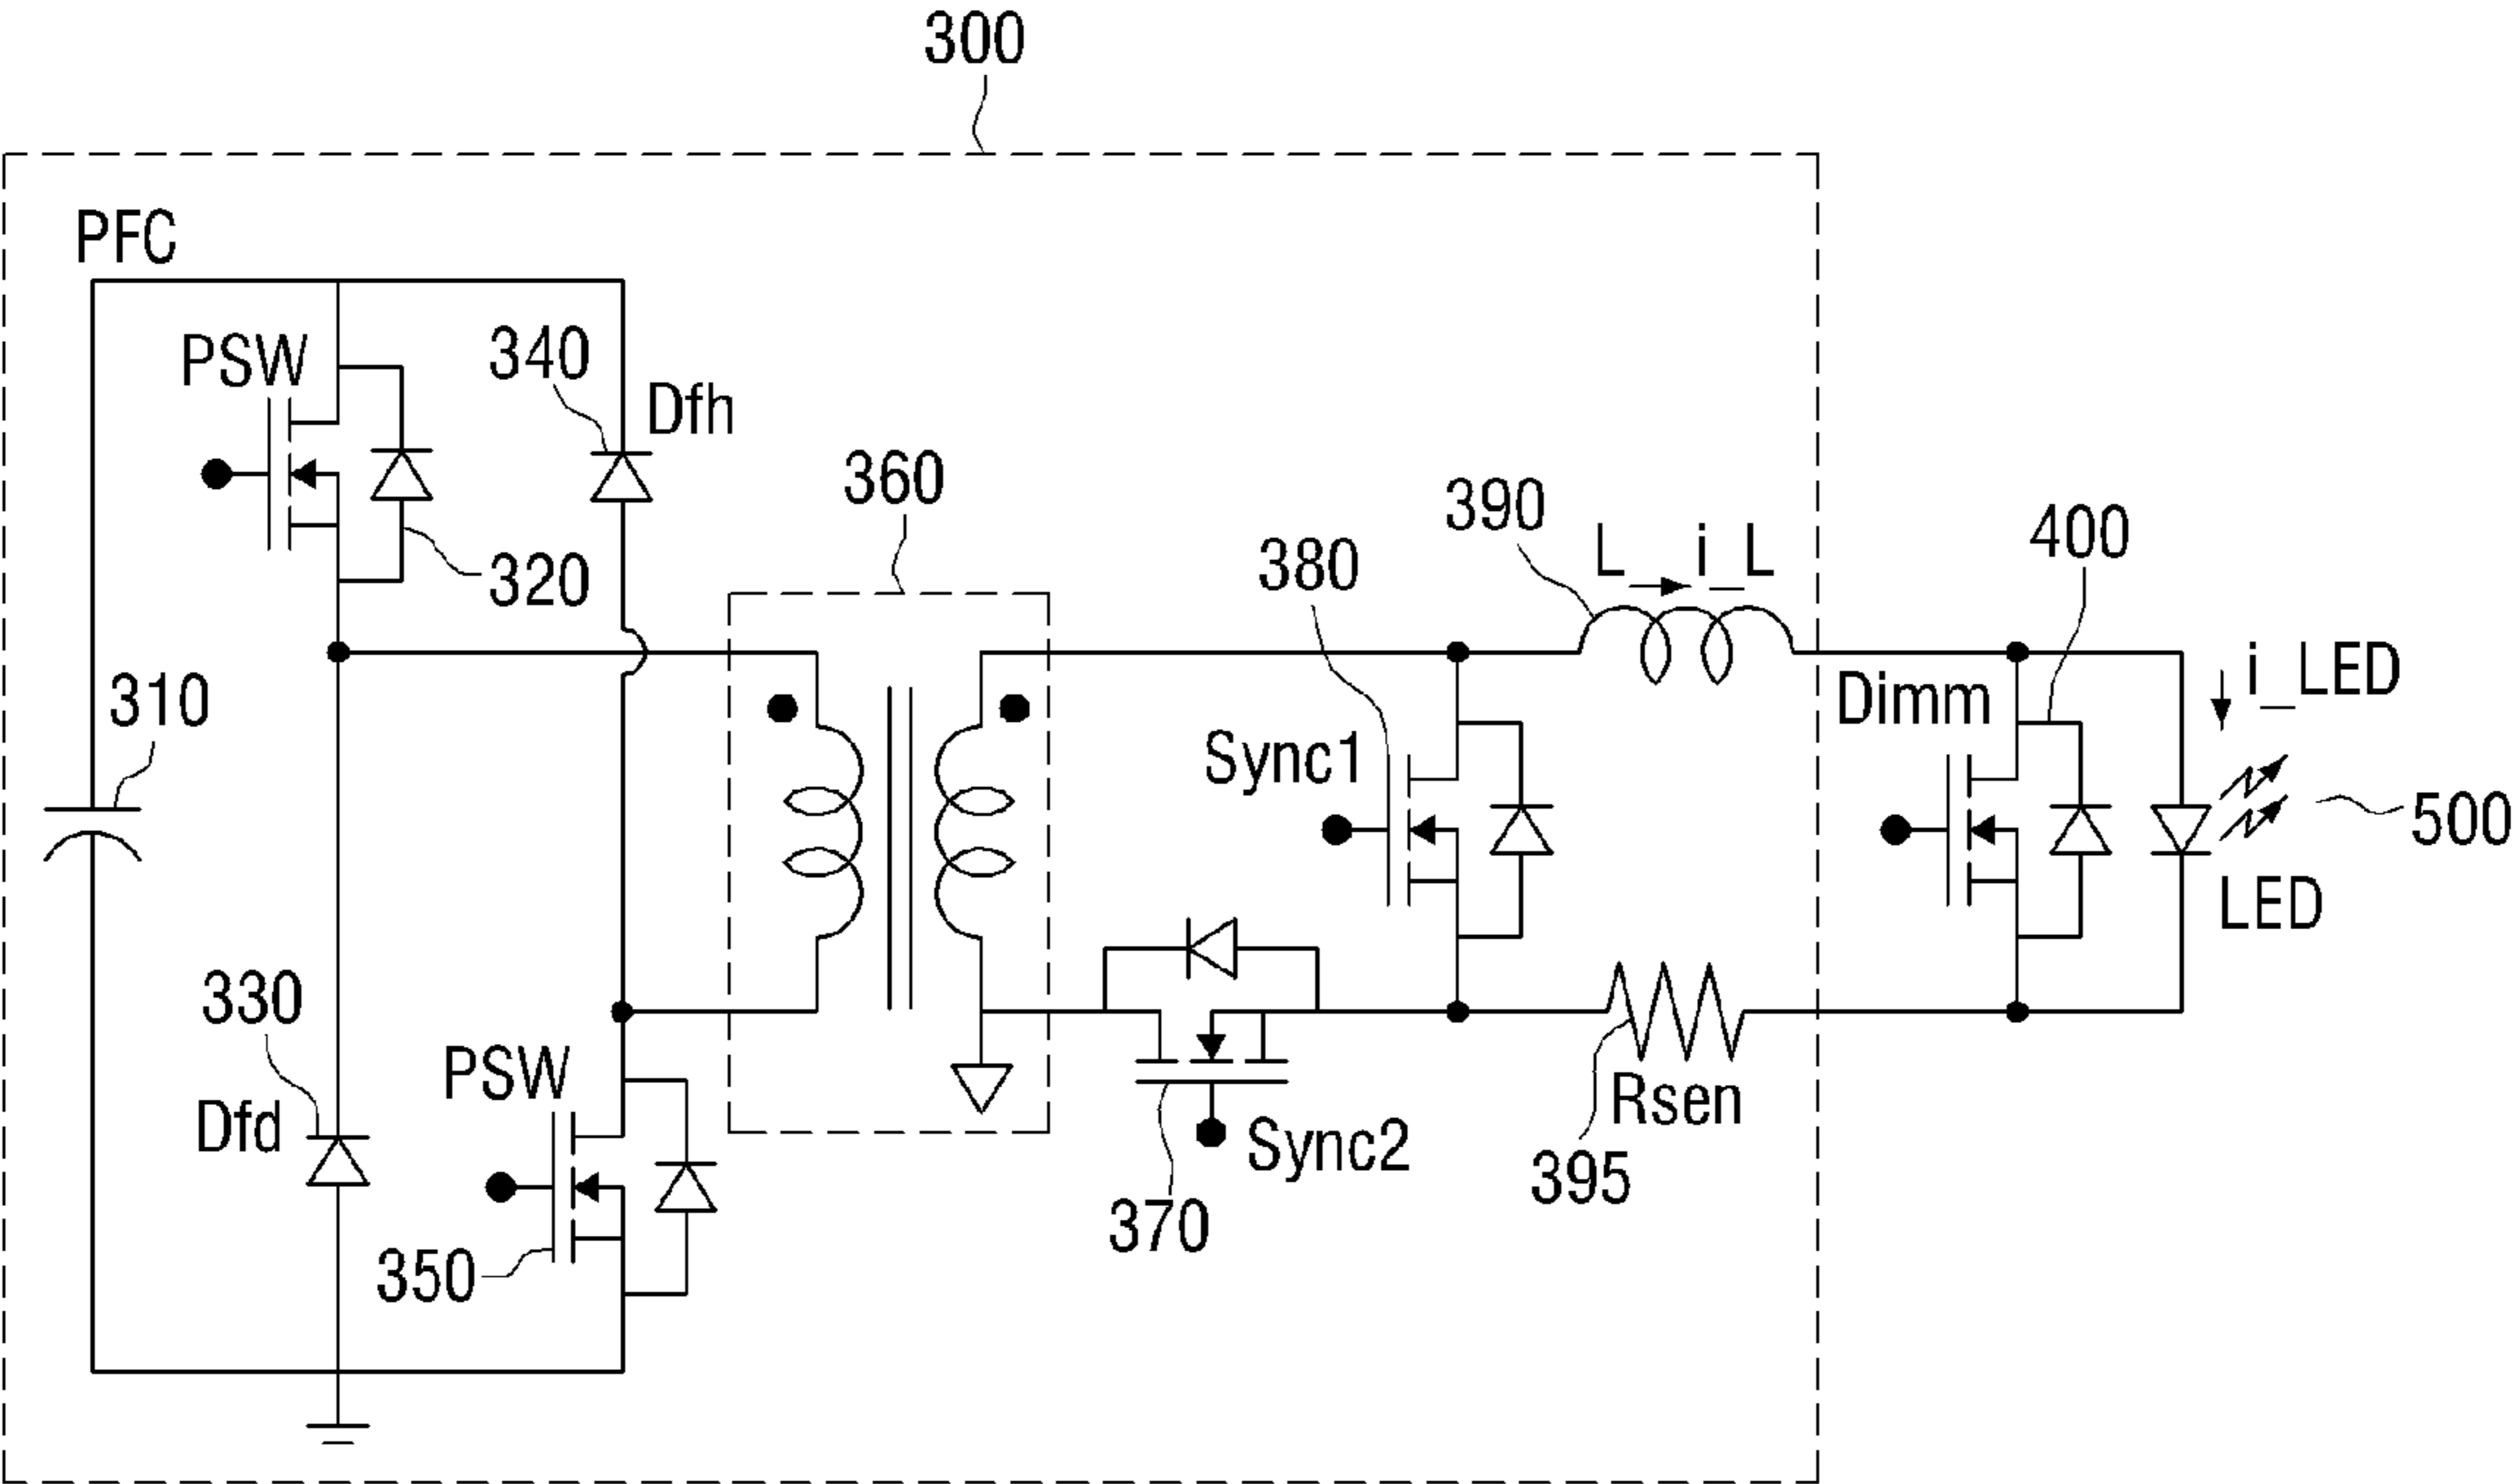 300
PFC
PSW
340
Dfh
320
360
310
330
Dfd
PSW
350
380
390
L i_L
400
Sync1
Dimm
i_LED
500
LED
Sync2
370
Rsen
395